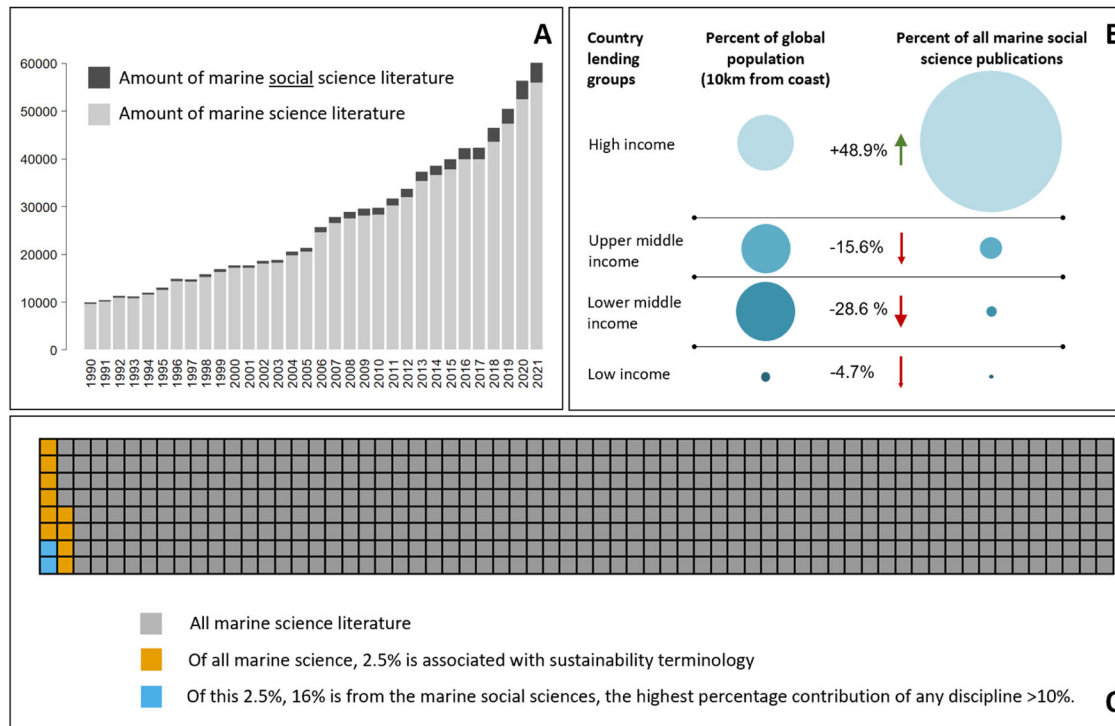 A
Amount of marine social science literature
Amount of marine science literature
60000
50000
40000
30000
20000
10000
0
1990
1991
1992
1993
1994
1995
1996
1997
1998
1999
2000
2001
2002
2003
2004
2005
2006
2007
2008
2009
2010
2011
2012
2013
2014
2015
2016
2017
2018
2019
2020
2021
B
Country
lending
groups
Percent of global
population
(10km from coast)
Percent of all marine social
science publications
High income
+48.9%
Upper middle
income
-15.6%
Lower middle
income
-28.6 %
Low income
-4.7%
All marine science literature
Of all marine science, 2.5% is associated with sustainability terminology
Of this 2.5%, 16% is from the marine social sciences, the highest percentage contribution of any discipline >10%.
C